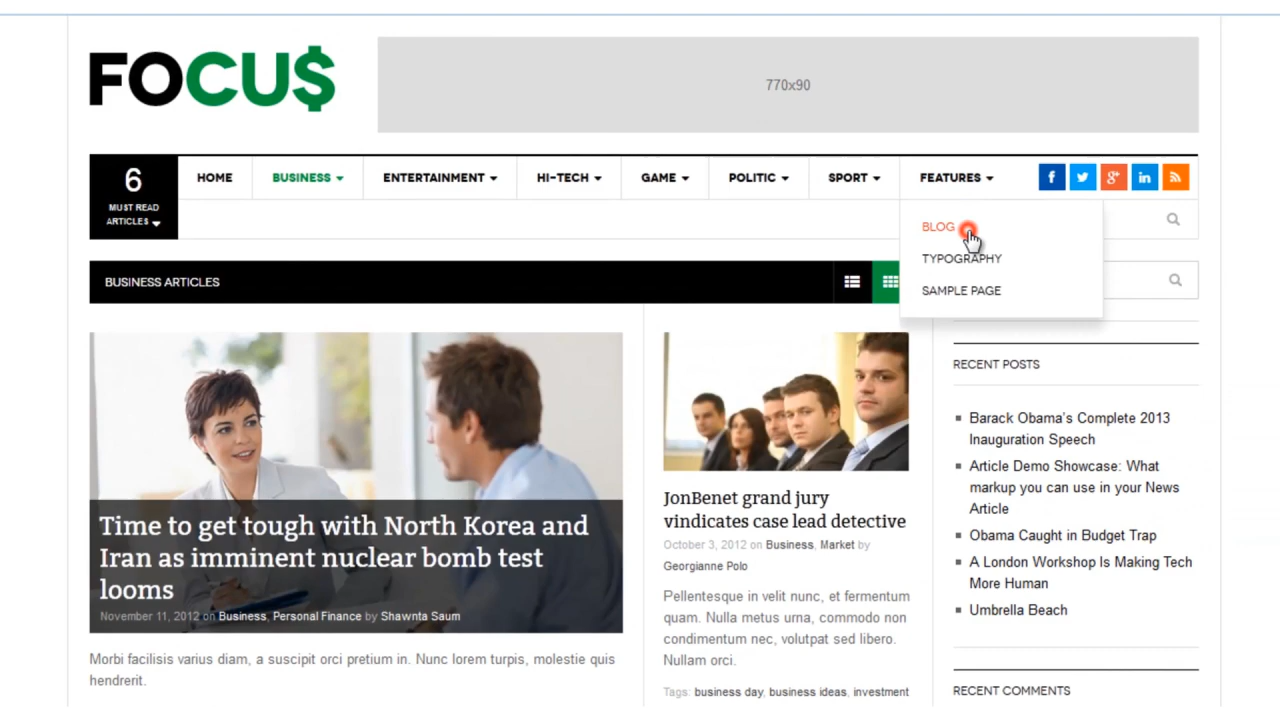 FOCU$
770x90
6
MUST READ
ARTICLES
HOME
BUSINESS
ENTERTAINMENT
HI-TECH
GAME
POLITIC
SPORT
FEATURES
f
g+
in
BLOG
TYPOGRAPHY
SAMPLE PAGE
BUSINESS ARTICLES
Time to get tough with North Korea and
Iran as imminent nuclear bomb test
looms
November 11, 2012 on Business, Personal Finance by Shawnta Saum
Morbi facilisis varius diam, a suscipit orci pretium in. Nunc lorem turpis, molestie quis
hendrerit.
JonBenet grand jury
vindicates case lead detective
October 3, 2012 on Business, Market by
Georgianne Polo
Pellentesque in velit nunc, et fermentum
quam. Nulla metus urna, commodo non
condimentum nec, volutpat sed libero.
Nullam orci.
Tags: business day, business ideas, investment
RECENT POSTS
Barack Obama's Complete 2013
Inauguration Speech
Article Demo Showcase: What
markup you can use in your News
Article
Obama Caught in Budget Trap
A London Workshop Is Making Tech
More Human
Umbrella Beach
RECENT COMMENTS